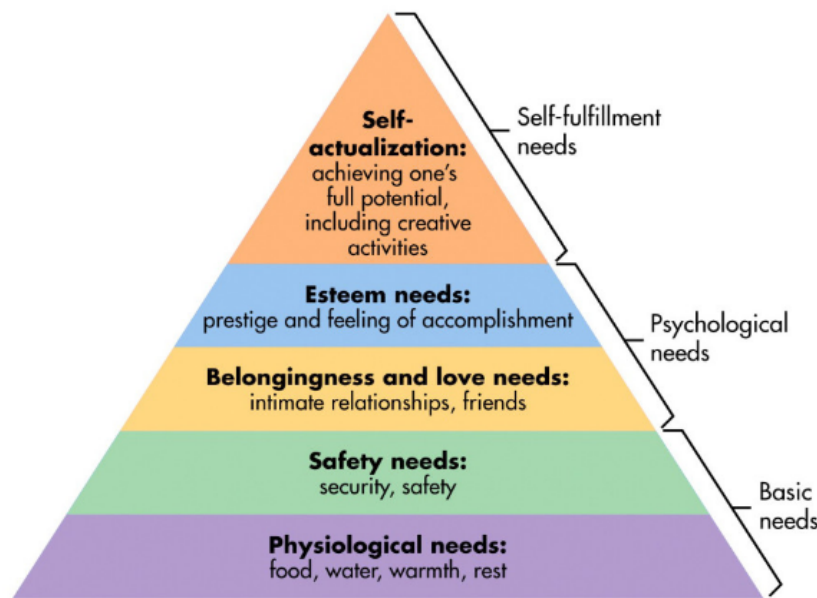 Self-
actualization:
achieving one's
full potential,
including creative
activities
Self-fulfillment
needs
Esteem needs:
prestige and feeling of accomplishment
Belongingness and love needs:
intimate relationships, friends
Psychological
needs
Safety needs:
security, safety
Physiological needs:
food, water, warmth, rest
Basic
needs